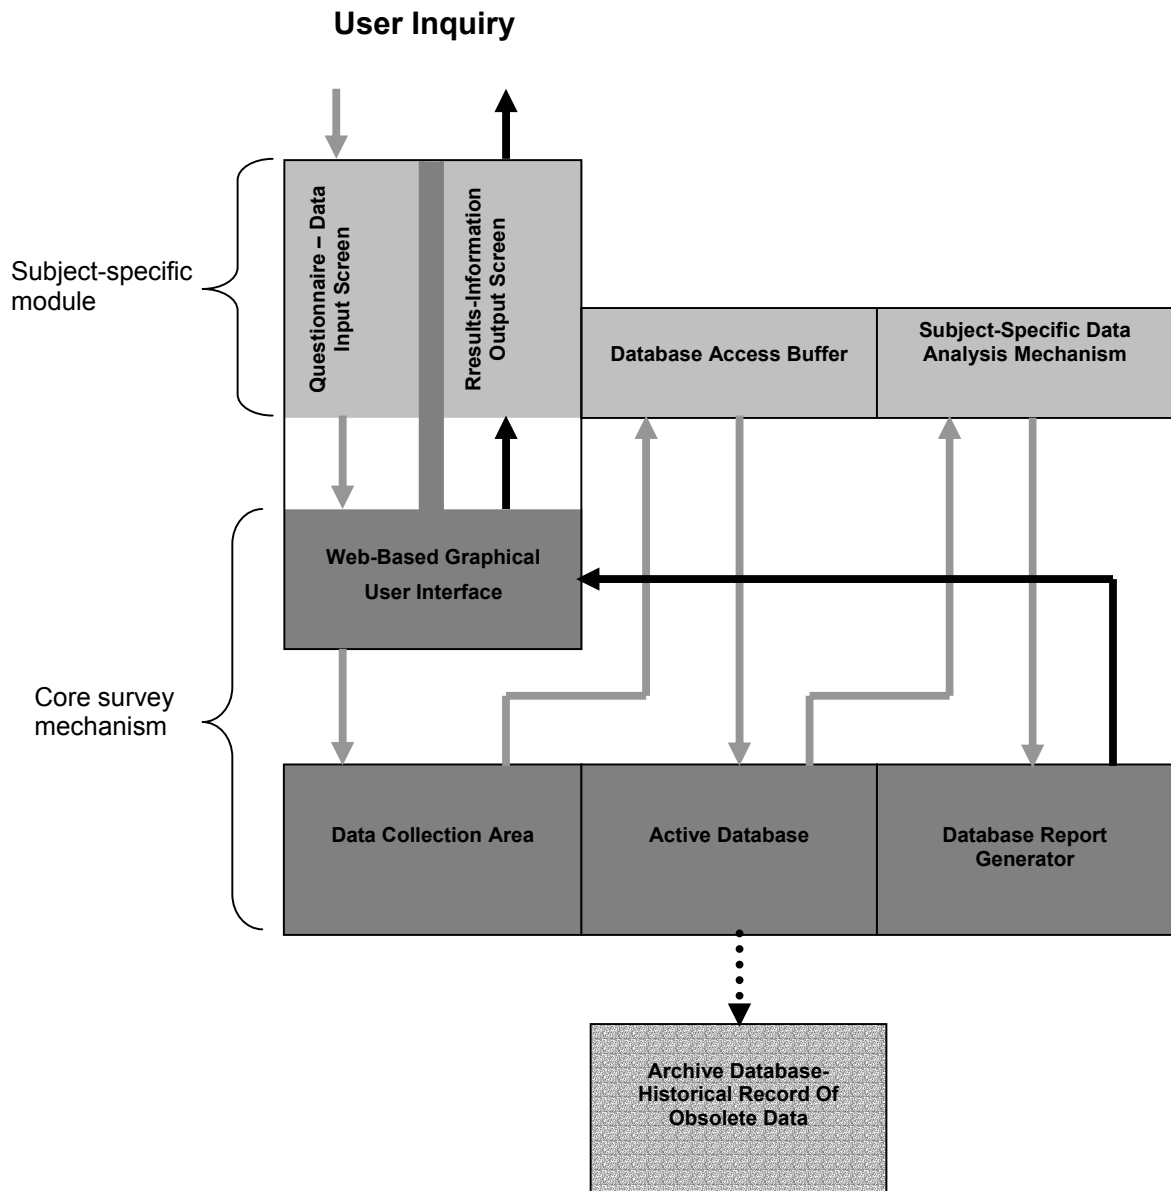 User Inquiry
Subject-specific
module
Questionnaire – Data
Input Screen
Rresults-Information
Output Screen
Database Access Buffer
Subject-Specific Data
Analysis Mechanism
Web-Based Graphical
User Interface
Core survey
mechanism
Data Collection Area
Active Database
Database Report
Generator
Archive Database-
Historical Record Of
Obsolete Data